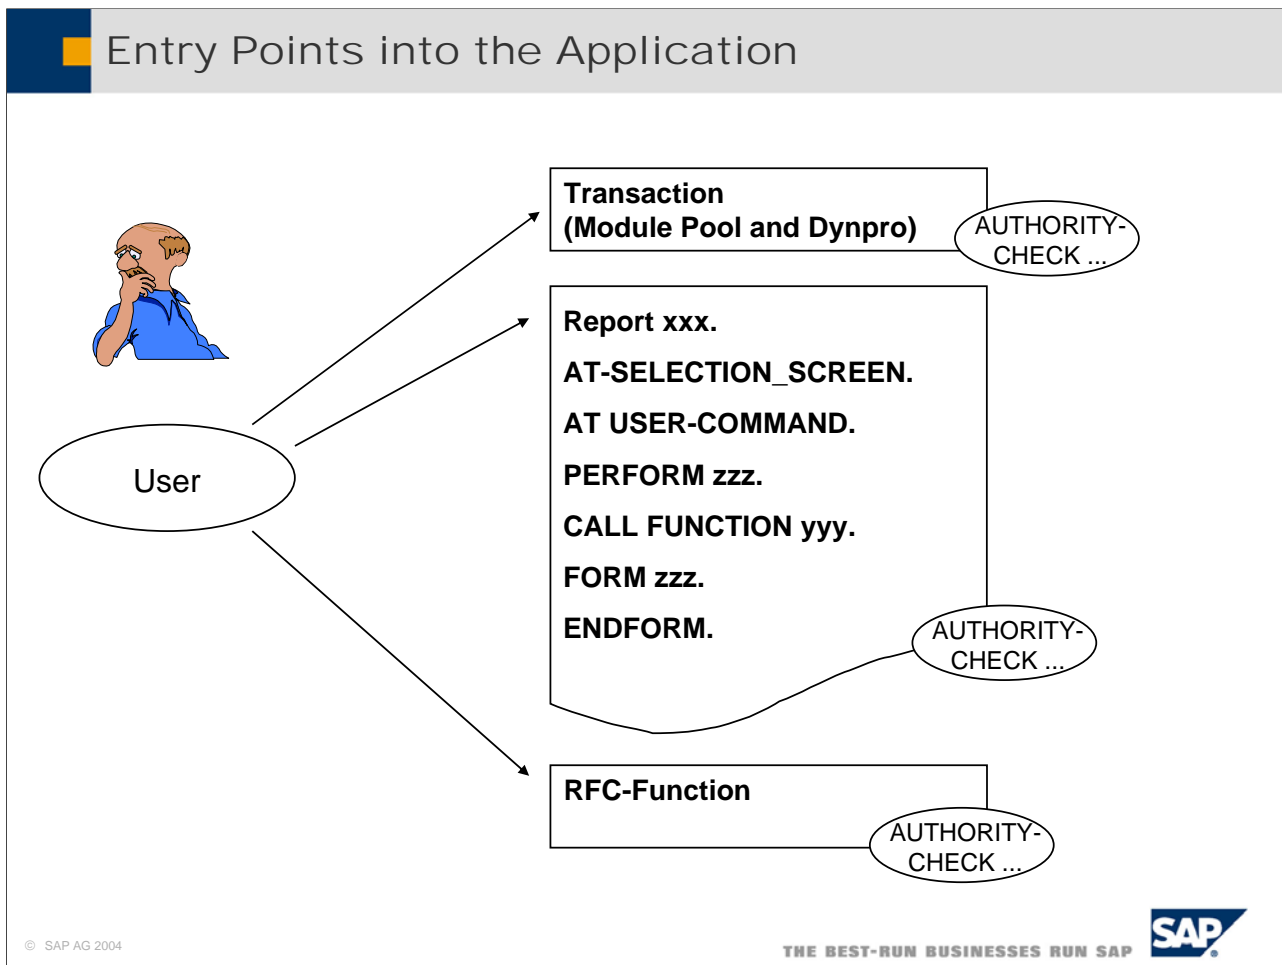 Entry Points into the Application
Transaction
(Module Pool and Dynpro)
AUTHORITY-
CHECK ...
Report xxx.
AT-SELECTION_SCREEN.
AT USER-COMMAND.
PERFORM zzz.
CALL FUNCTION yyy.
FORM zzz.
ENDFORM.
AUTHORITY-
CHECK ...
User
RFC-Function
AUTHORITY-
CHECK ...
© SAP AG 2004
THE BEST-RUN BUSINESSES RUN SAP
SAP